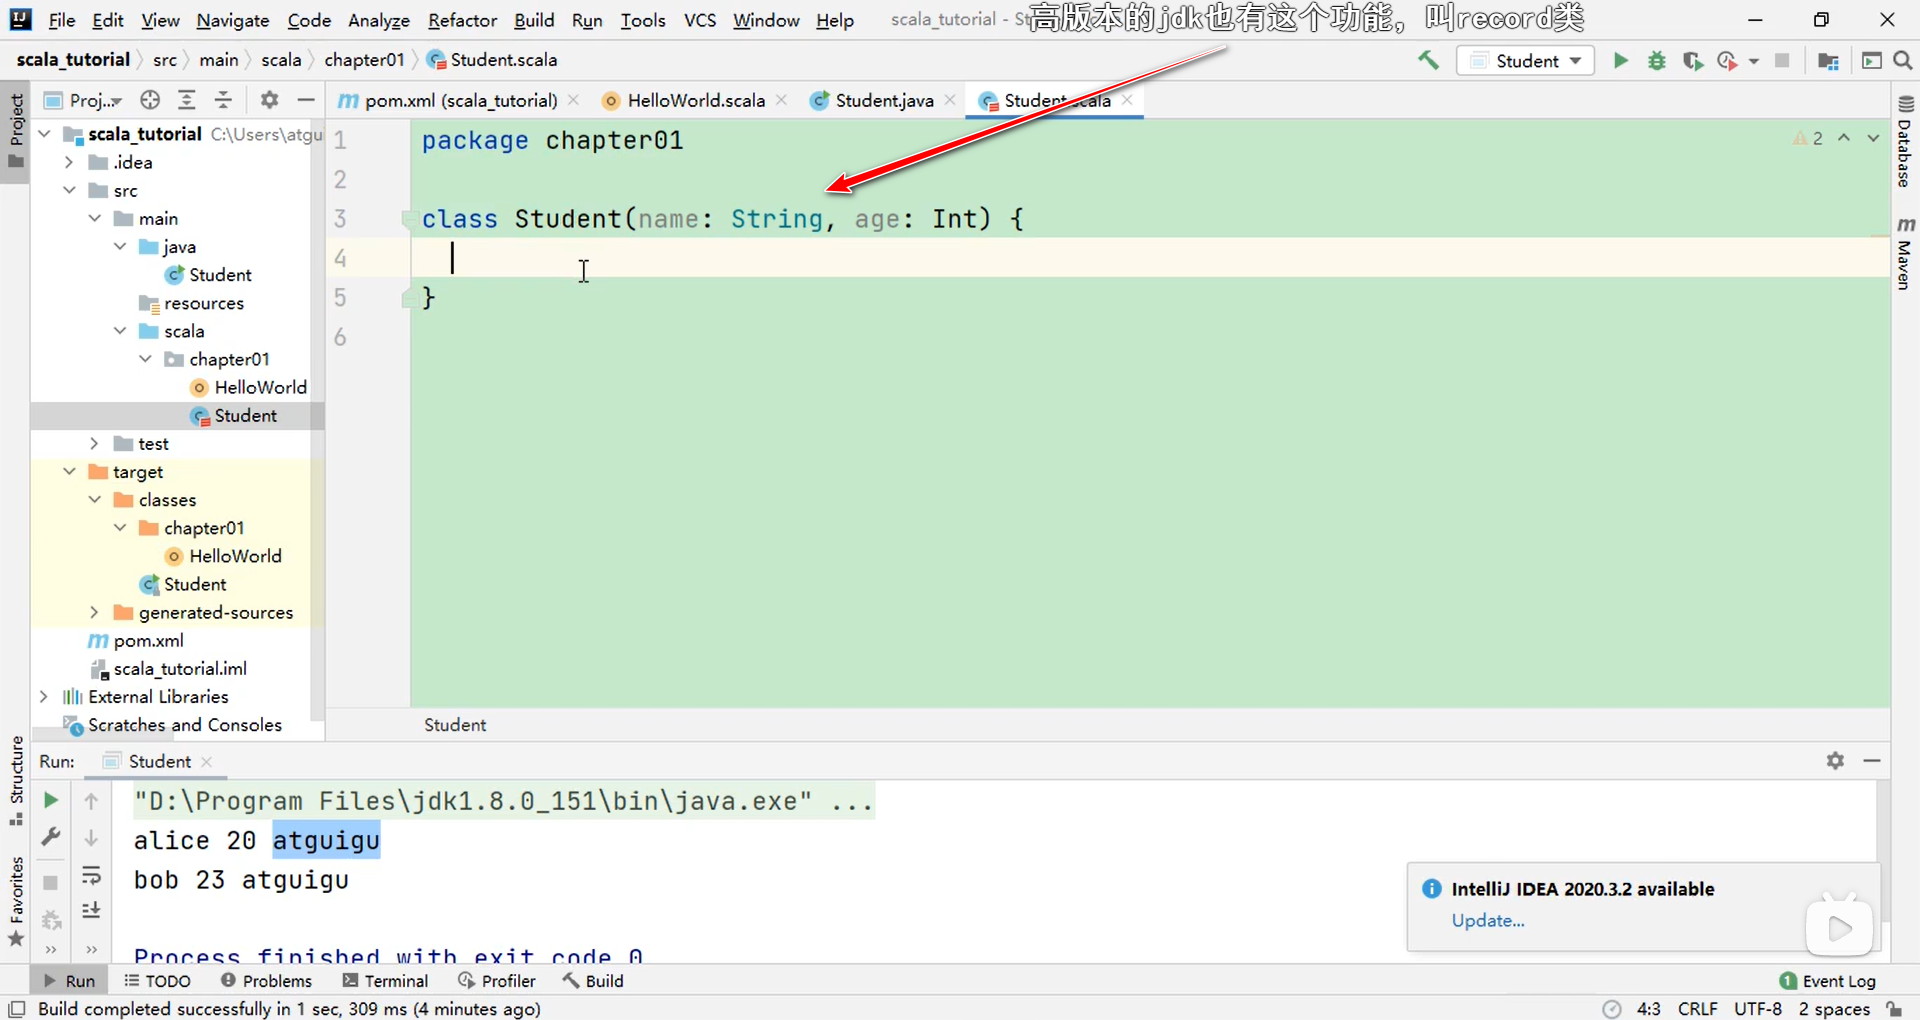 File Edit View Navigate Code Analyze Refactor Build Run Tools VCS Window Help scala_tutorial - 高版本的jdk也有这个功能，叫record类
scala_tutorial src main scala chapter01 Student.scala Student
Proj... pom.xml (scala_tutorial) HelloWorld.scala Student.java Student.scala
Project
scala_tutorial C:\Users\atgu
.idea
src
main
java
Student
resources
scala
chapter01
HelloWorld
Student
test
target
classes
chapter01
HelloWorld
Student
generated-sources
pom.xml
scala_tutorial.iml
External Libraries
Scratches and Consoles
1 package chapter01
2
3 class Student(name: String, age: Int) {
4
5 }
6
2
Database
Maven
Student
Structure
Favorites
Run: Student
"D:\Program Files\jdk1.8.0_151\bin\java.exe" ...
alice 20 atguigu
bob 23 atguigu
Process finished with exit code 0
IntelliJ IDEA 2020.3.2 available
Update...
Run TODO Problems Terminal Profiler Build 1 Event Log
Build completed successfully in 1 sec, 309 ms (4 minutes ago) 4:3 CRLF UTF-8 2 spaces